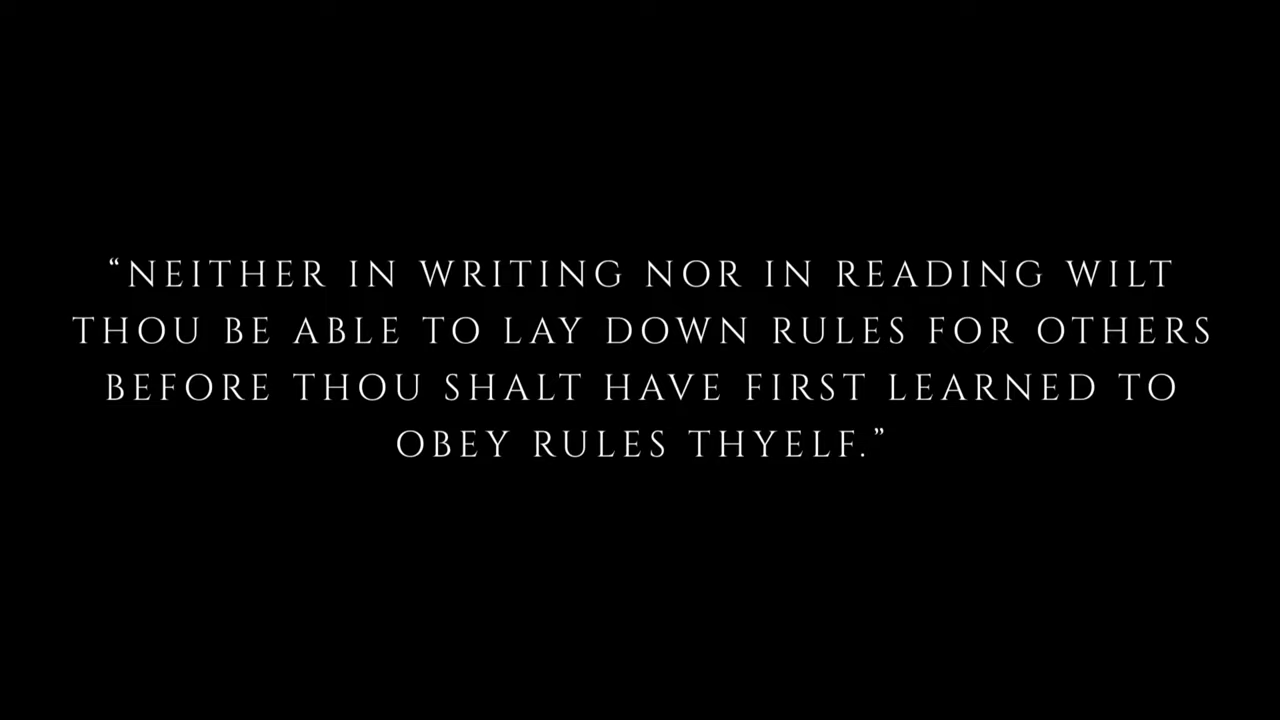 “NEITHER IN WRITING NOR IN READING WILT
THOU BE ABLE TO LAY DOWN RULES FOR OTHERS
BEFORE THOU SHALT HAVE FIRST LEARNED TO
OBEY RULES THYELF.”